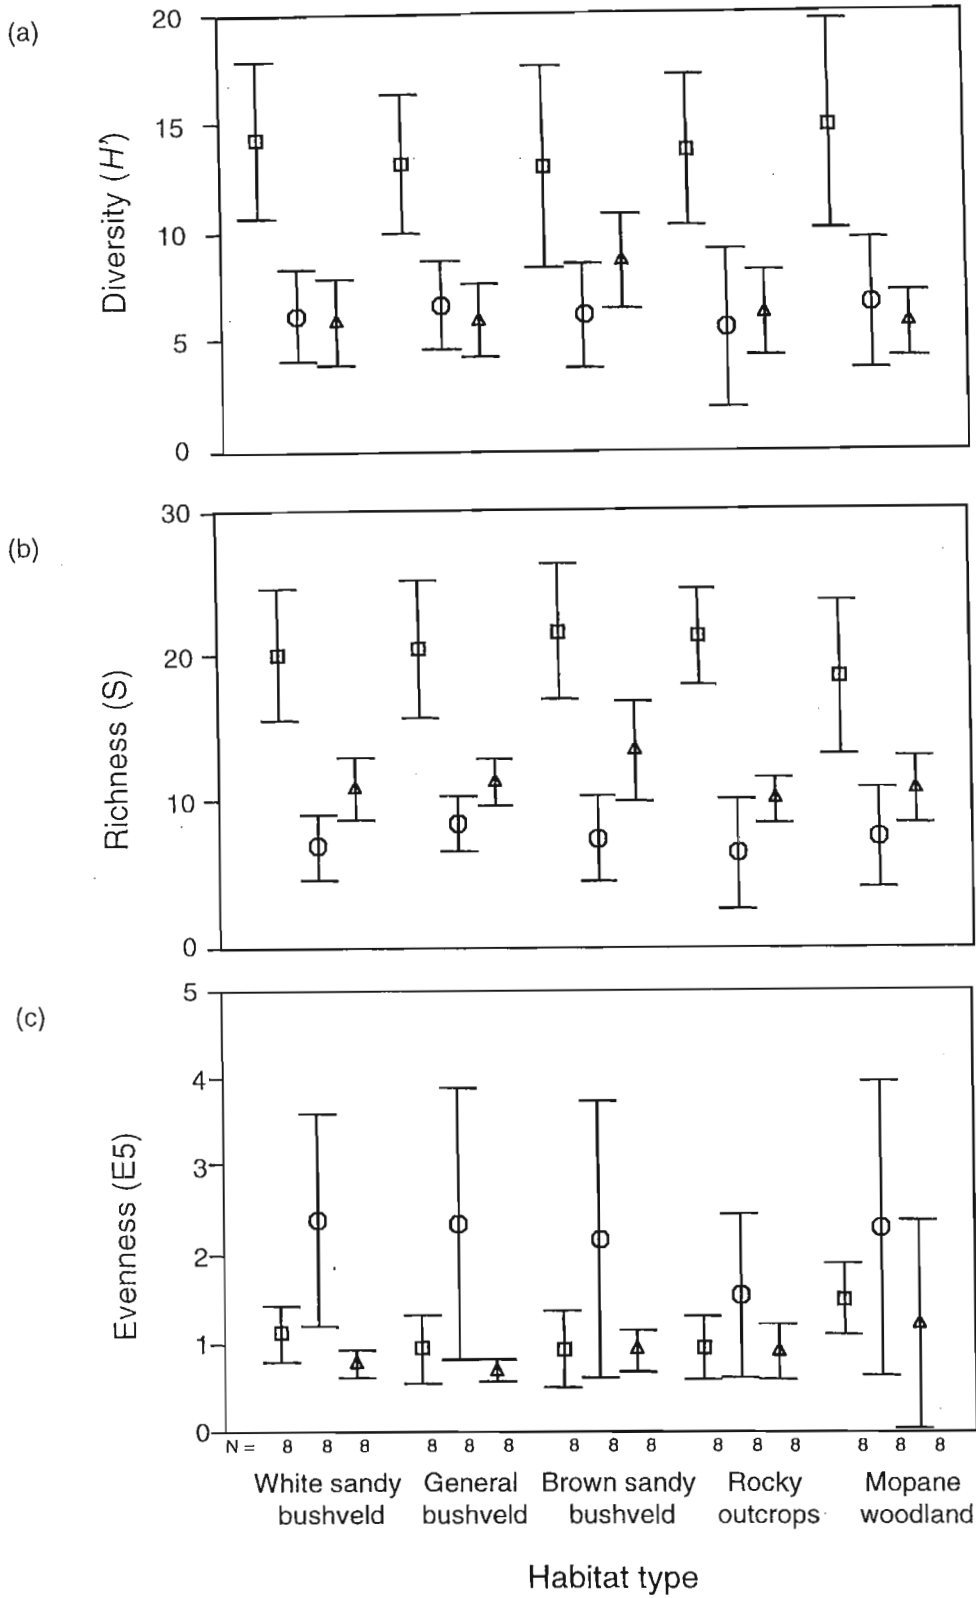 (a)
Diversity (H')
20
15
10
5
0
(b)
Richness (S)
30
20
10
0
(c)
Evenness (E5)
5
4
3
2
1
0
N = 8 8 8 8 8 8 8 8 8 8 8 8 8 8 8
White sandy bushveld
General bushveld
Brown sandy bushveld
Rocky outcrops
Mopane woodland
Habitat type